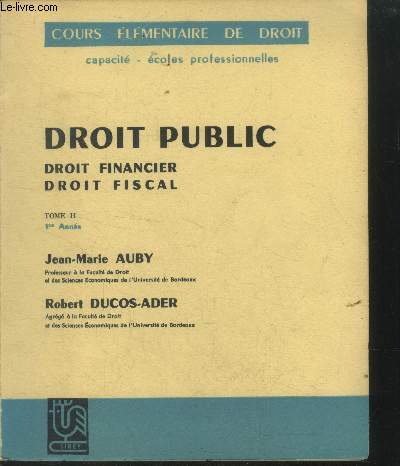 Le-livre.com
COURS ÉLÉMENTAIRE DE DROIT
capacité - écoles professionnelles
DROIT PUBLIC
DROIT FINANCIER
DROIT FISCAL
TOME II
1re Année
Jean-Marie AUBY
Professeur à la Faculté de Droit
et des Sciences Économiques de l'Université de Bordeaux
Robert DUCOS-ADER
Agrégé à la Faculté de Droit
et des Sciences Économiques de l'Université de Bordeaux
SIREY